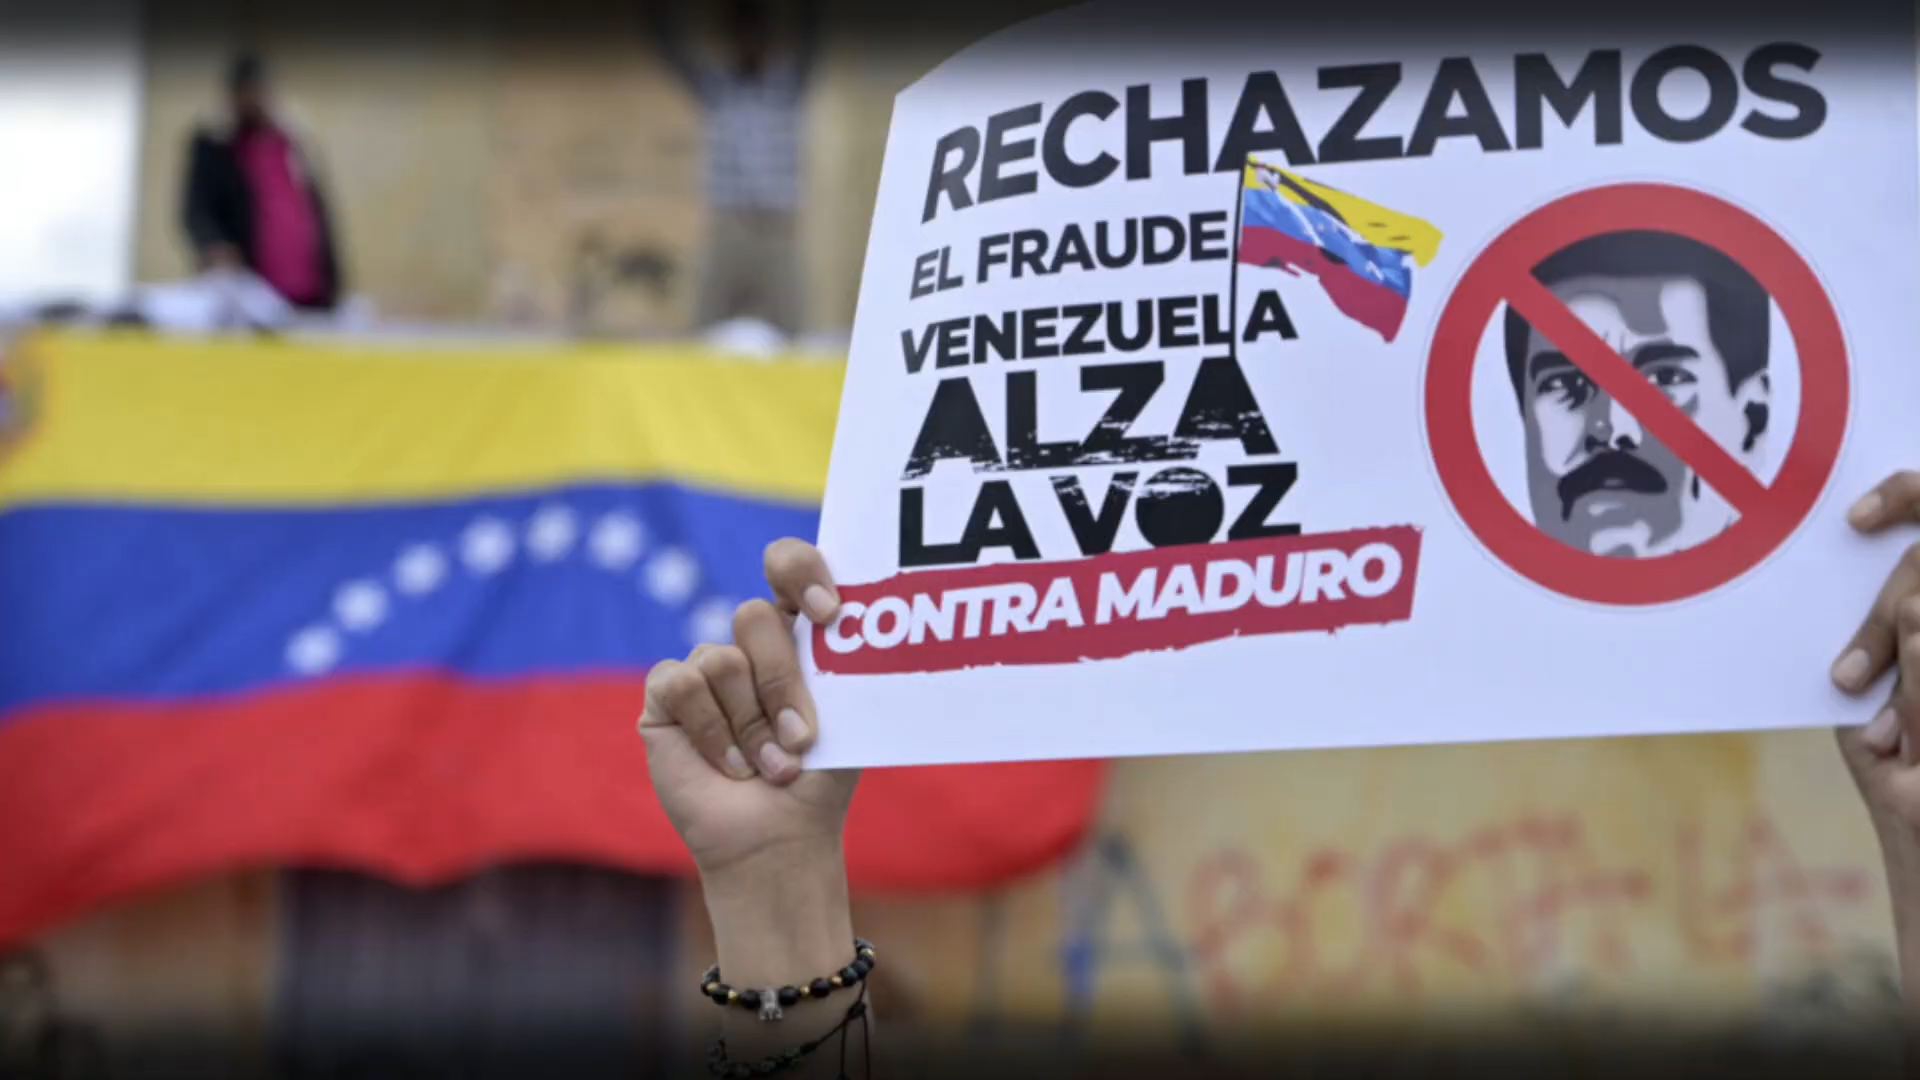 RECHAZAMOS
EL FRAUDE
VENEZUELA
ALZA
LA VOZ
CONTRA MADURO